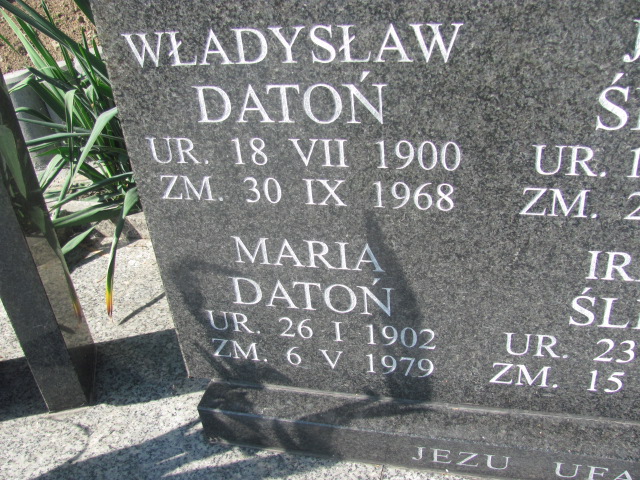 WŁADYSŁAW
DATOŃ
UR. 18 VII 1900
ZM. 30 IX 1968
MARIA
DATOŃ
UR. 26 I 1902
ZM. 6 V 1979
UR.
ZM.
UR. 23
ZM. 15
JEZU